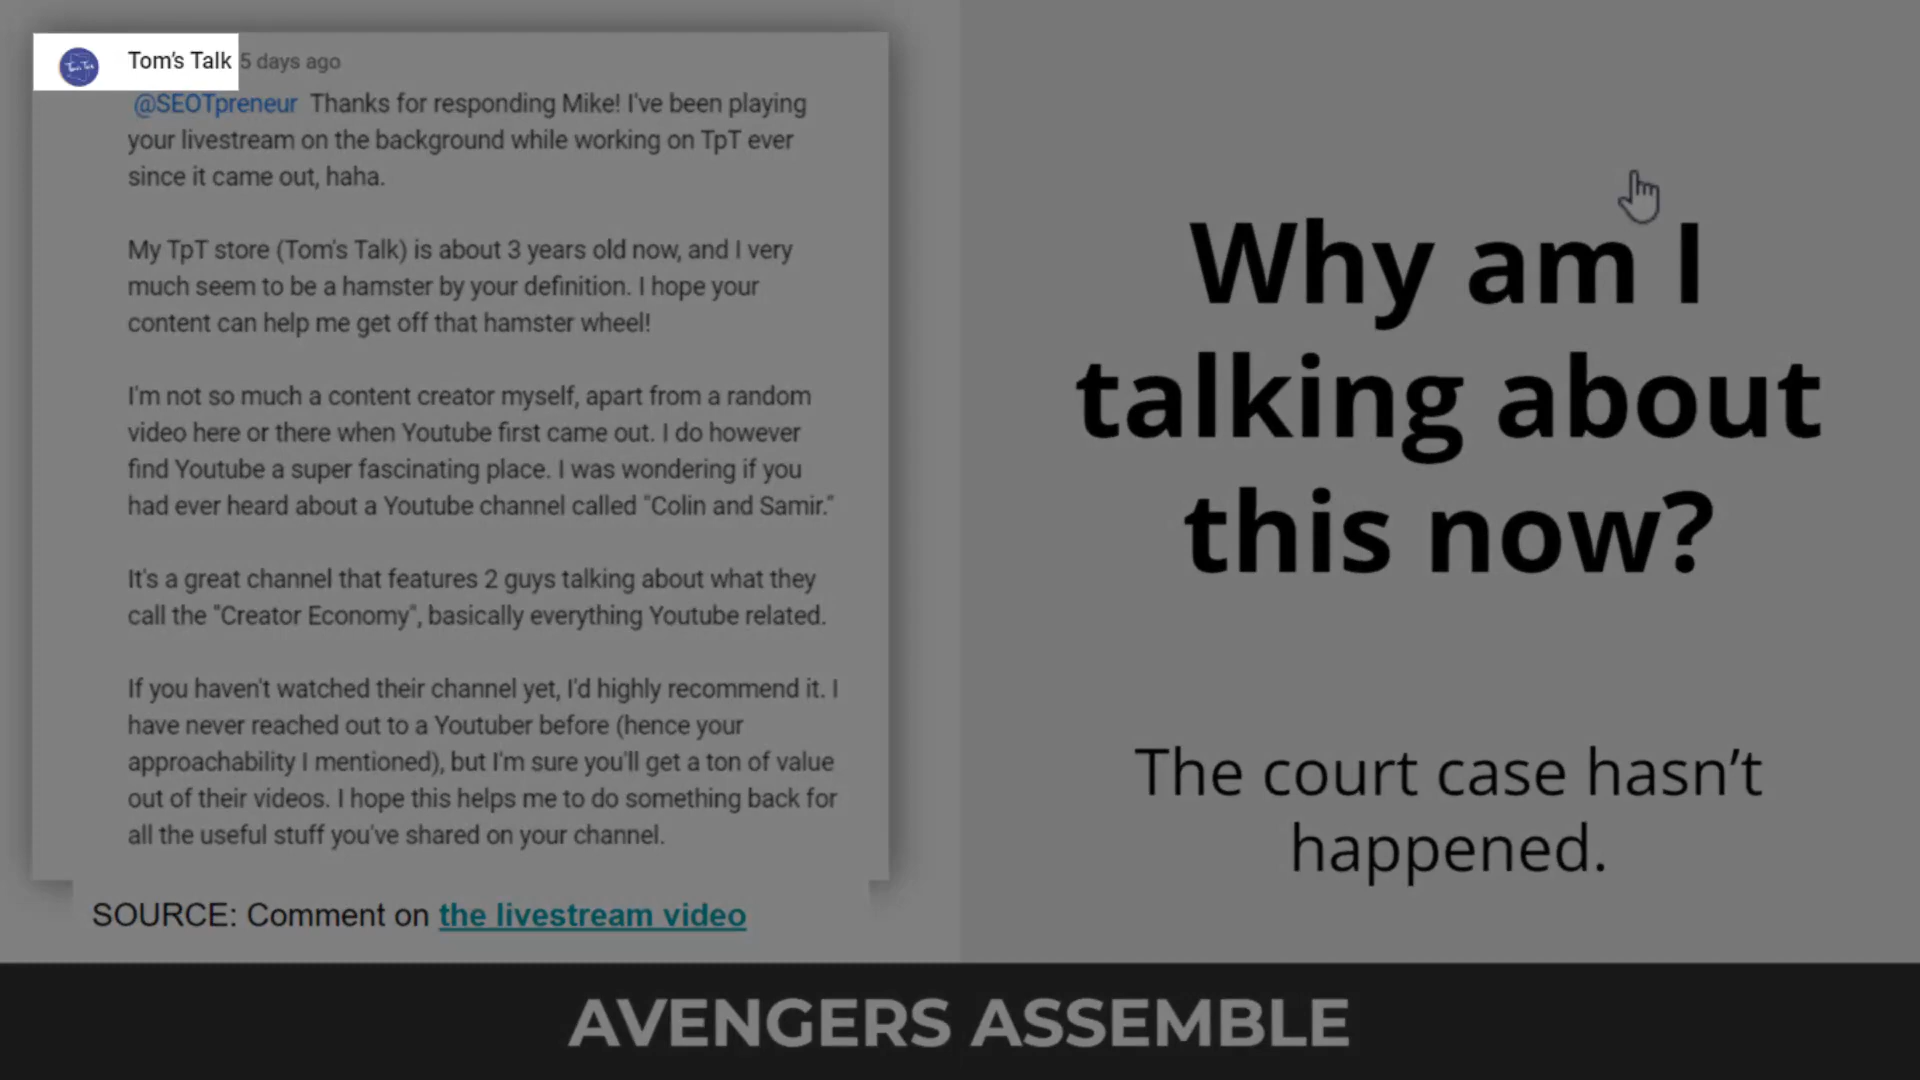 Tom's Talk 5 days ago
@SEOTpreneur Thanks for responding Mike! I've been playing
your livestream on the background while working on TpT ever
since it came out, haha.
My TpT store (Tom's Talk) is about 3 years old now, and I very
much seem to be a hamster by your definition. I hope your
content can help me get off that hamster wheel!
I'm not so much a content creator myself, apart from a random
video here or there when Youtube first came out. I do however
find Youtube a super fascinating place. I was wondering if you
had ever heard about a Youtube channel called "Colin and Samir."
It's a great channel that features 2 guys talking about what they
call the "Creator Economy", basically everything Youtube related.
If you haven't watched their channel yet, I'd highly recommend it. I
have never reached out to a Youtuber before (hence your
approachability I mentioned), but I'm sure you'll get a ton of value
out of their videos. I hope this helps me to do something back for
all the useful stuff you've shared on your channel.
SOURCE: Comment on the livestream video
Why am I
talking about
this now?
The court case hasn't
happened.
AVENGERS ASSEMBLE